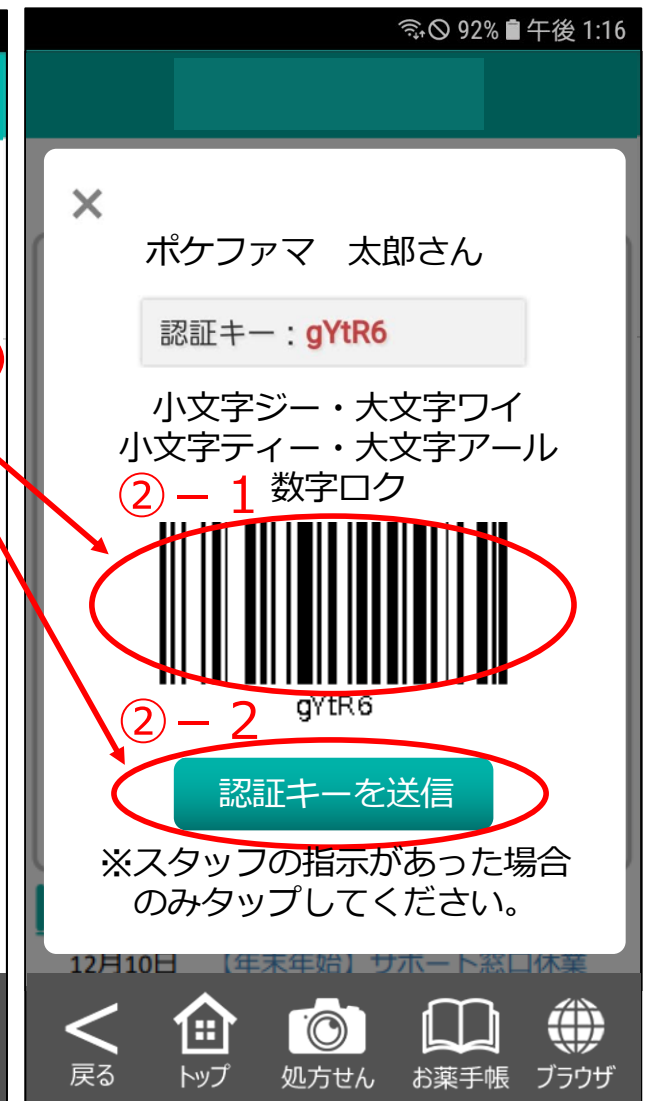 92% 午後 1:16
×
ポケファマ 太郎さん
認証キー：gYtR6
小文字ジー・大文字ワイ
小文字ティー・大文字アール
数字ロク
②－１
gYtR6
②－２
認証キーを送信
※スタッフの指示があった場合
のみタップしてください。
12月10日 【年末年始】サポート窓口休業
戻る トップ 処方せん お薬手帳 ブラウザ